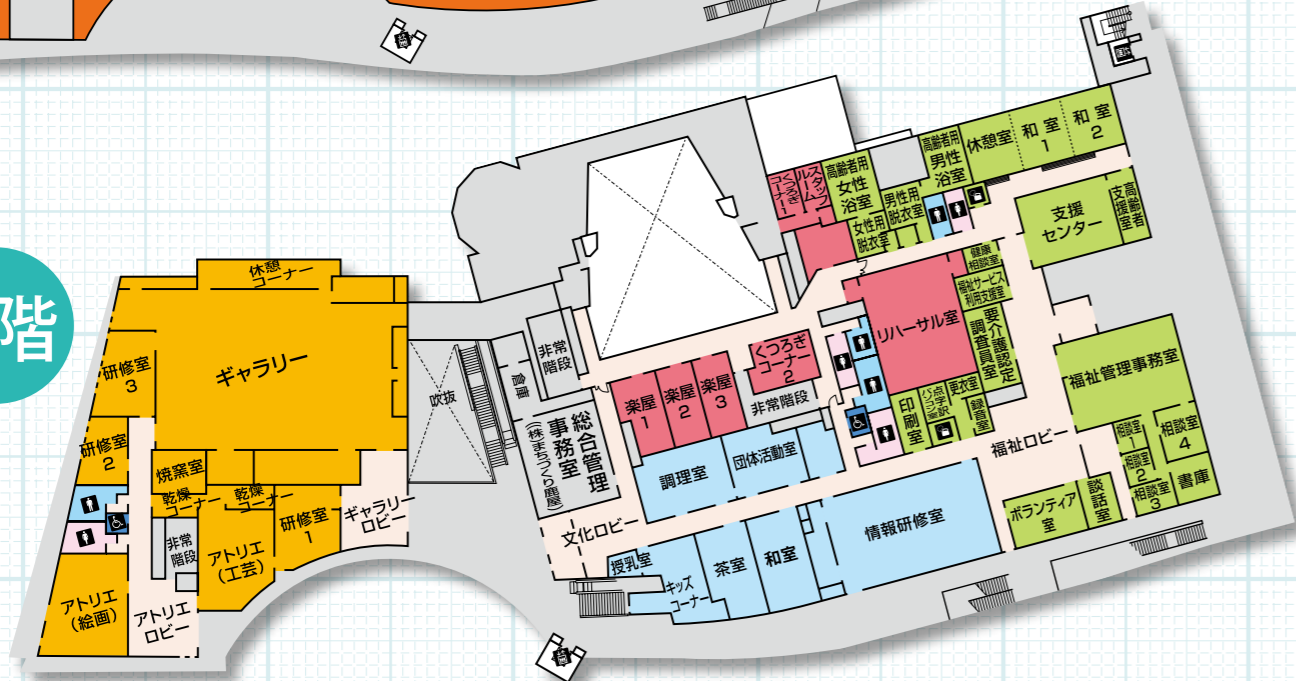 階
休憩
コーナー
研修室
3
ギャラリー
研修室
2
焼窯室
乾燥
コーナー
乾燥
コーナー
研修室
1
ギャラリー
ロビー
非常
階段
アトリエ
(工芸)
アトリエ
(絵画)
アトリエ
ロビー
吹抜
倉庫
非常
階段
総合管理
事務室
(㈱まちづくり鹿屋)
文化ロビー
楽屋
1
楽屋
2
楽屋
3
くつろぎ
コーナー
2
非常階段
調理室
団体活動室
授乳室
キッズ
コーナー
茶室
和室
情報研修室
くつろぎ
コーナー1
スタッフ
ルーム
高齢者用
女性
浴室
女性用
脱衣室
男性用
脱衣室
高齢者用
男性
浴室
休憩室
和室
1
和室
2
支援
センター
高齢者
支援室
リハーサル室
健康
相談室
福祉サービス
利用支援室
要介護認定
調査員室
印刷室
点字訳
パソコン室
更衣室
録音室
福祉ロビー
福祉管理事務室
相談室
1
相談室
2
相談室
3
相談室
4
書庫
ボランティア
室
談話室